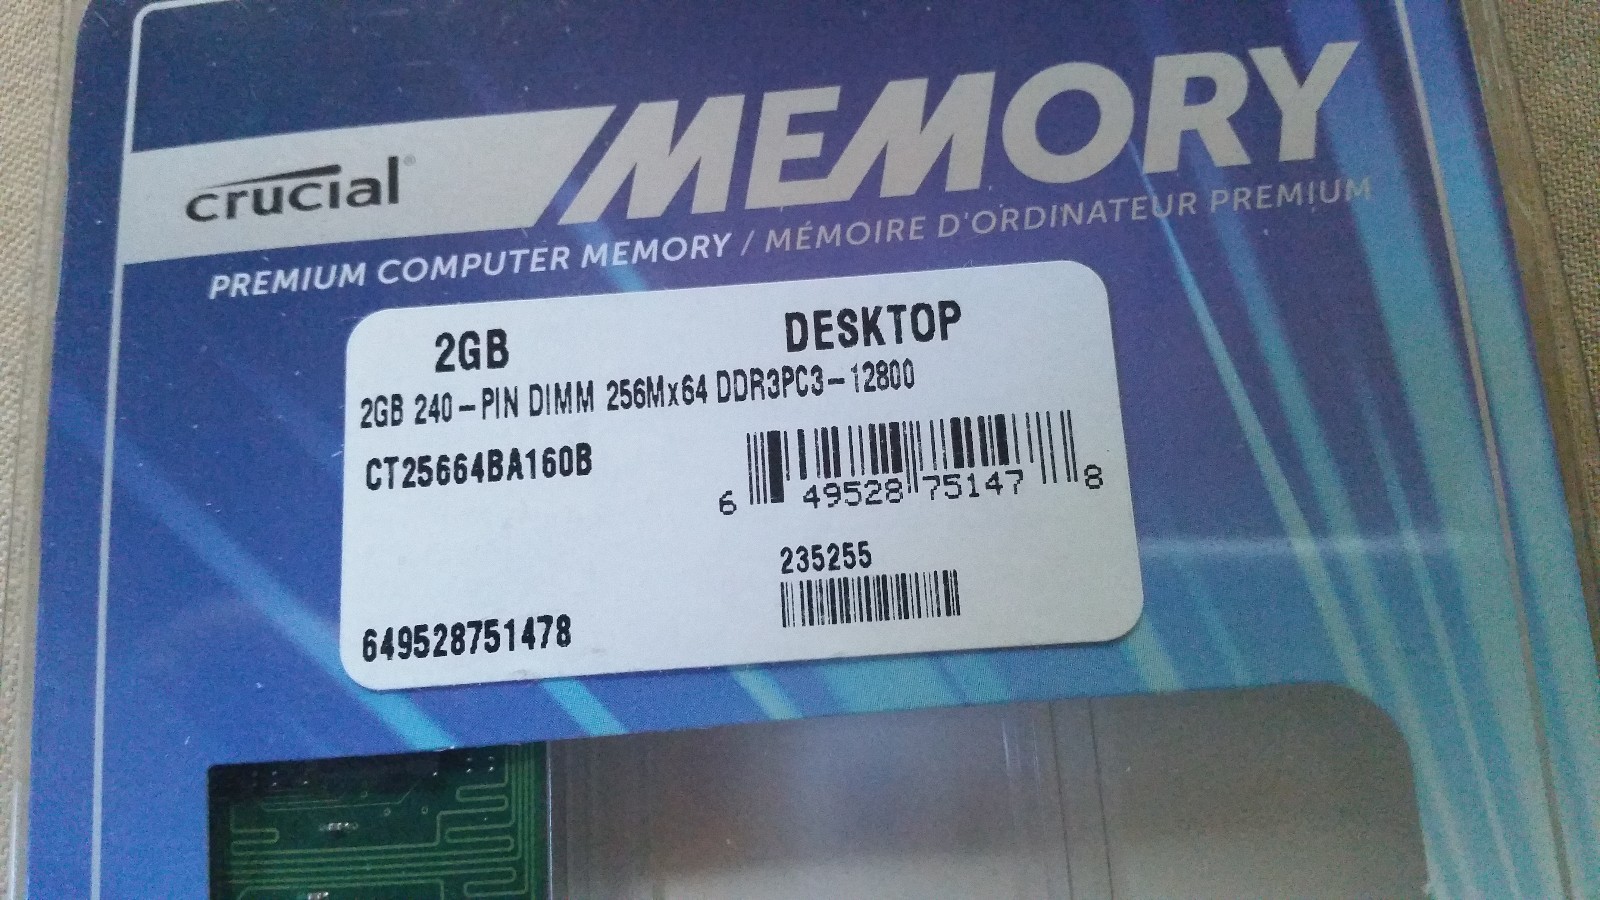 crucial®
MEMORY
PREMIUM COMPUTER MEMORY / MÉMOIRE D'ORDINATEUR PREMIUM
2GB DESKTOP
2GB 240-PIN DIMM 256Mx64 DDR3PC3-12800
CT25664BA160B
6 49528 75147 8
235255
649528751478